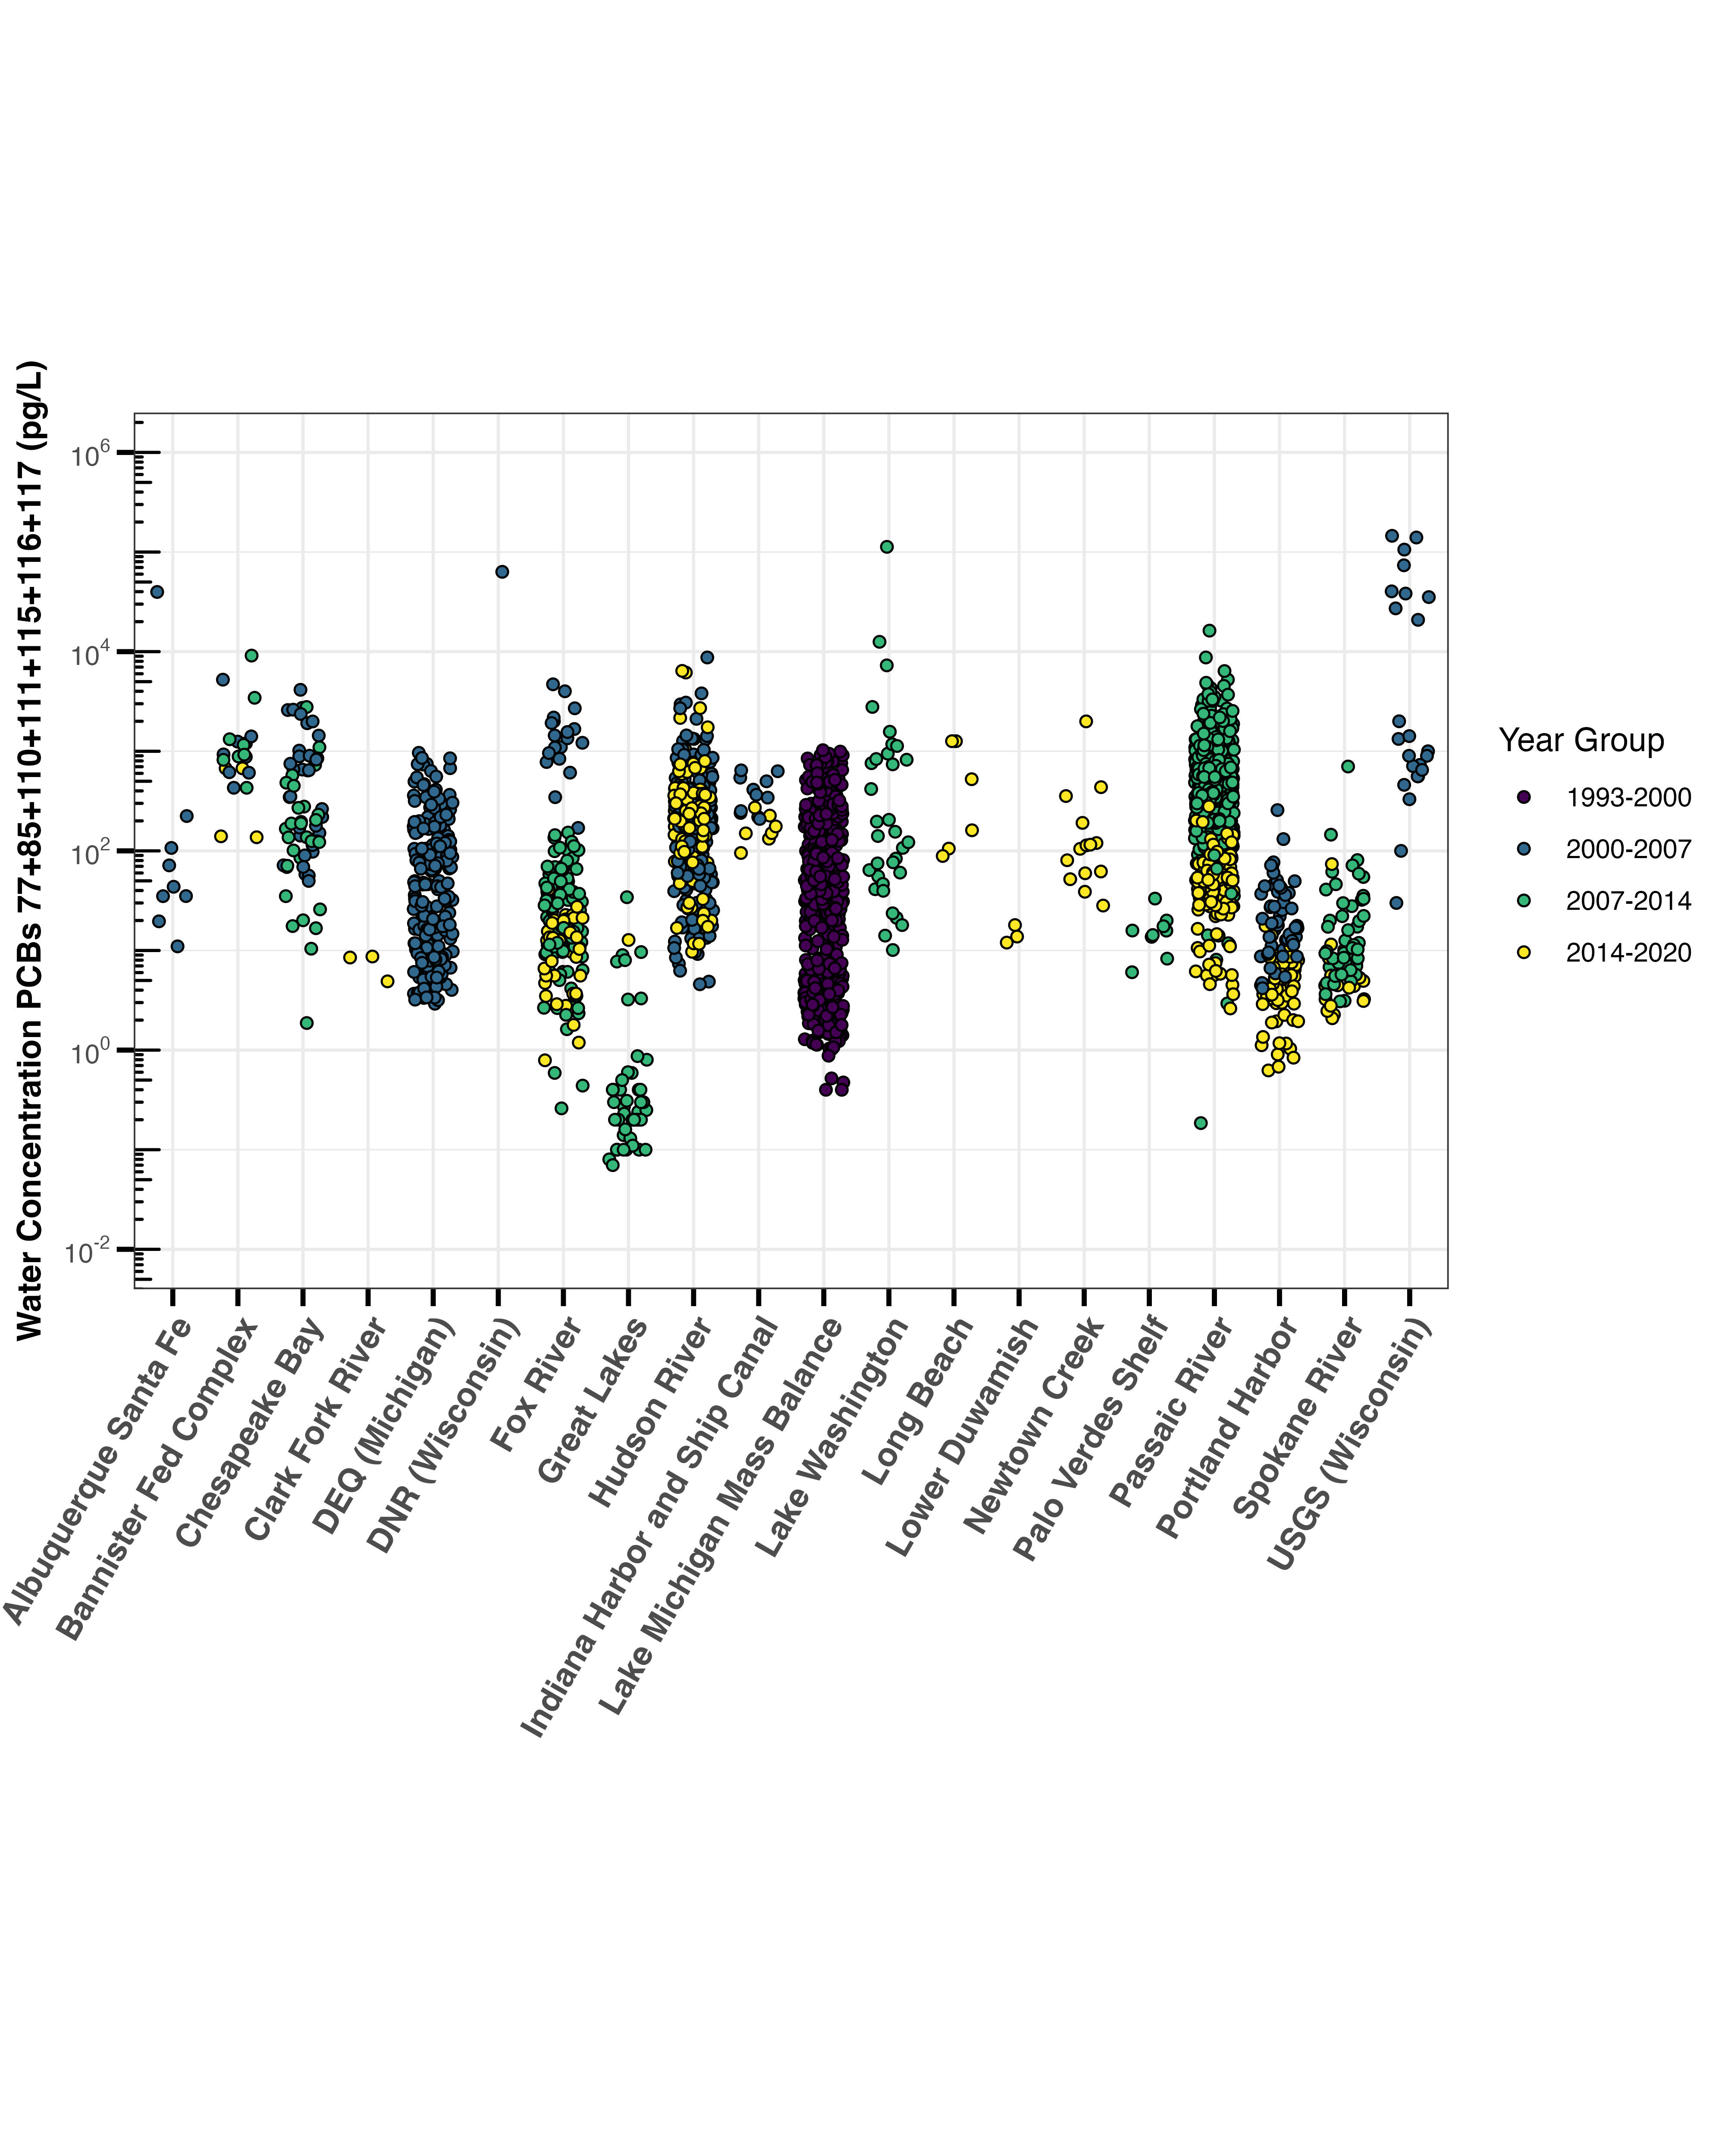 Water Concentration PCBs 77+85+110+111+115+116+117 (pg/L)
10^6
10^4
10^2
10^0
10^-2
Albuquerque Santa Fe
Bannister Fed Complex
Chesapeake Bay
Clark Fork River
DEQ (Michigan)
DNR (Wisconsin)
Fox River
Great Lakes
Hudson River
Indiana Harbor and Ship Canal
Lake Michigan Mass Balance
Lake Washington
Long Beach
Lower Duwamish
Newtown Creek
Palo Verdes Shelf
Passaic River
Portland Harbor
Spokane River
USGS (Wisconsin)
Year Group
1993-2000
2000-2007
2007-2014
2014-2020